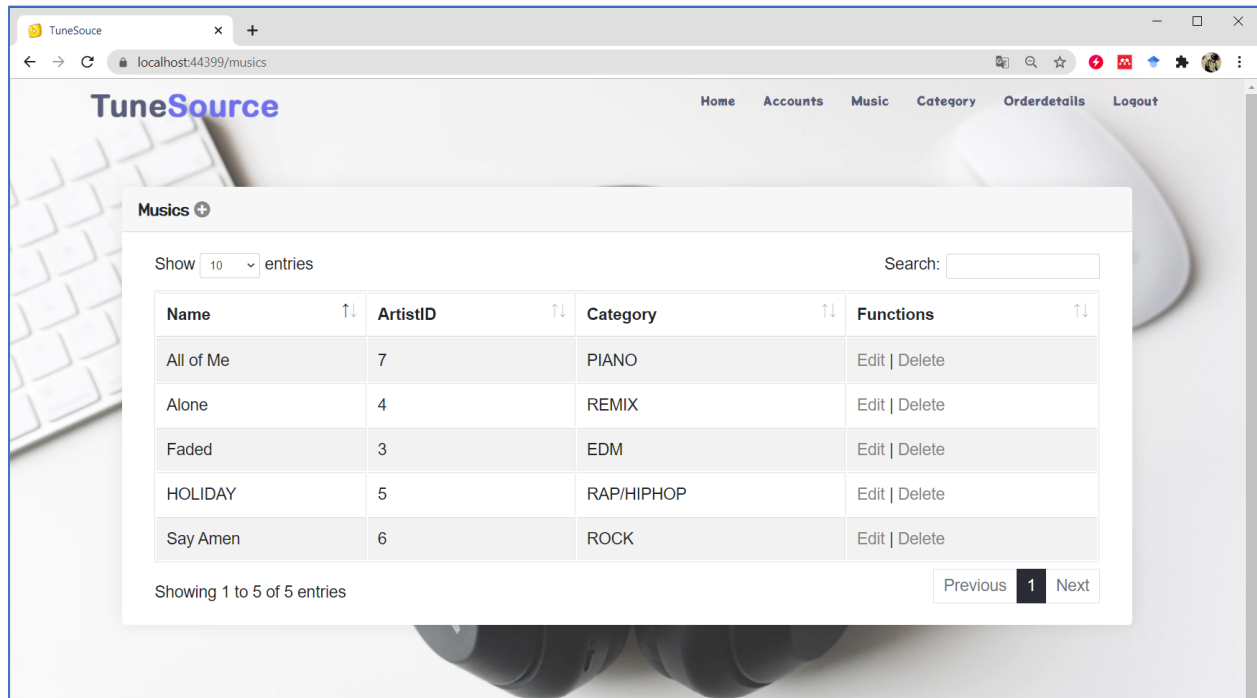 TuneSouce
localhost:44399/musics
TuneSource
Home Accounts Music Category Orderdetails Logout
Musics
Show 10 entries Search:
Name ArtistID Category Functions
All of Me 7 PIANO Edit | Delete
Alone 4 REMIX Edit | Delete
Faded 3 EDM Edit | Delete
HOLIDAY 5 RAP/HIPHOP Edit | Delete
Say Amen 6 ROCK Edit | Delete
Showing 1 to 5 of 5 entries Previous 1 Next